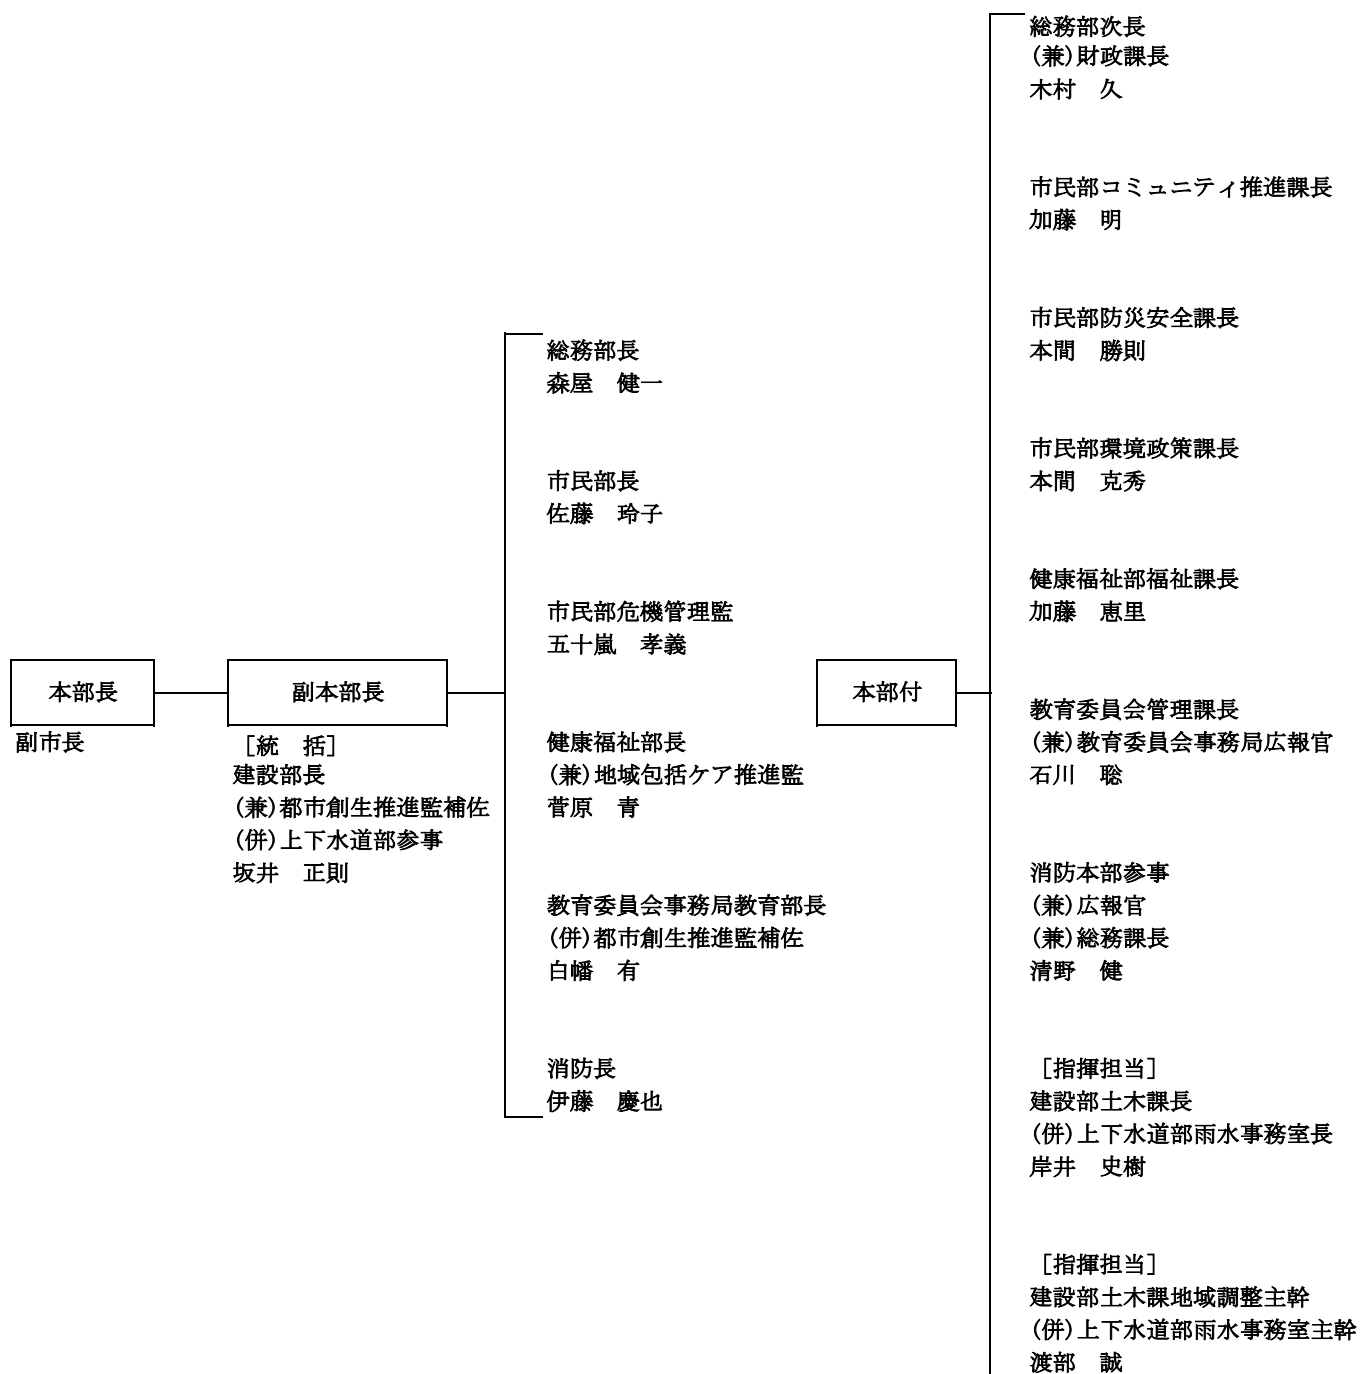 本部長
副市長
副本部長
［統　括］
建設部長
(兼)都市創生推進監補佐
(併)上下水道部参事
坂井　正則
総務部長
森屋　健一
市民部長
佐藤　玲子
市民部危機管理監
五十嵐　孝義
健康福祉部長
(兼)地域包括ケア推進監
菅原　青
教育委員会事務局教育部長
(併)都市創生推進監補佐
白幡　有
消防長
伊藤　慶也
本部付
総務部次長
(兼)財政課長
木村　久
市民部コミュニティ推進課長
加藤　明
市民部防災安全課長
本間　勝則
市民部環境政策課長
本間　克秀
健康福祉部福祉課長
加藤　恵里
教育委員会管理課長
(兼)教育委員会事務局広報官
石川　聡
消防本部参事
(兼)広報官
(兼)総務課長
清野　健
［指揮担当］
建設部土木課長
(併)上下水道部雨水事務室長
岸井　史樹
［指揮担当］
建設部土木課地域調整主幹
(併)上下水道部雨水事務室主幹
渡部　誠